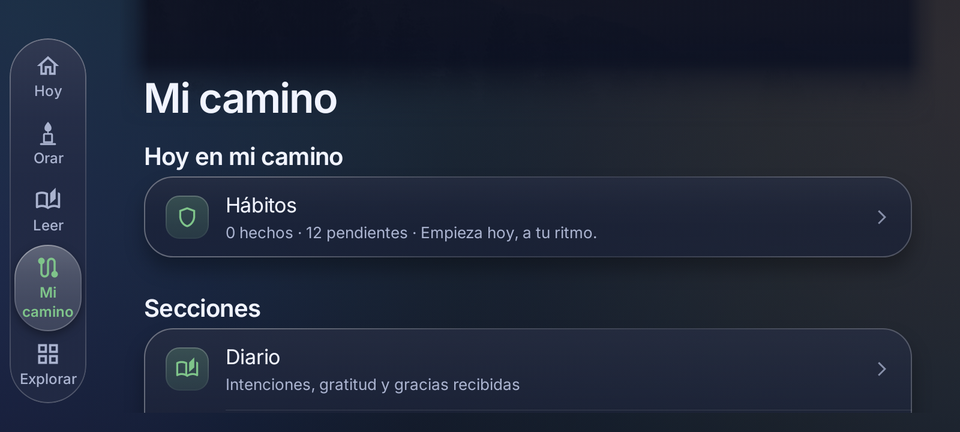 Hoy
Orar
Leer
Mi
camino
Explorar
Mi camino
Hoy en mi camino
Hábitos
0 hechos · 12 pendientes · Empieza hoy, a tu ritmo.
Secciones
Diario
Intenciones, gratitud y gracias recibidas